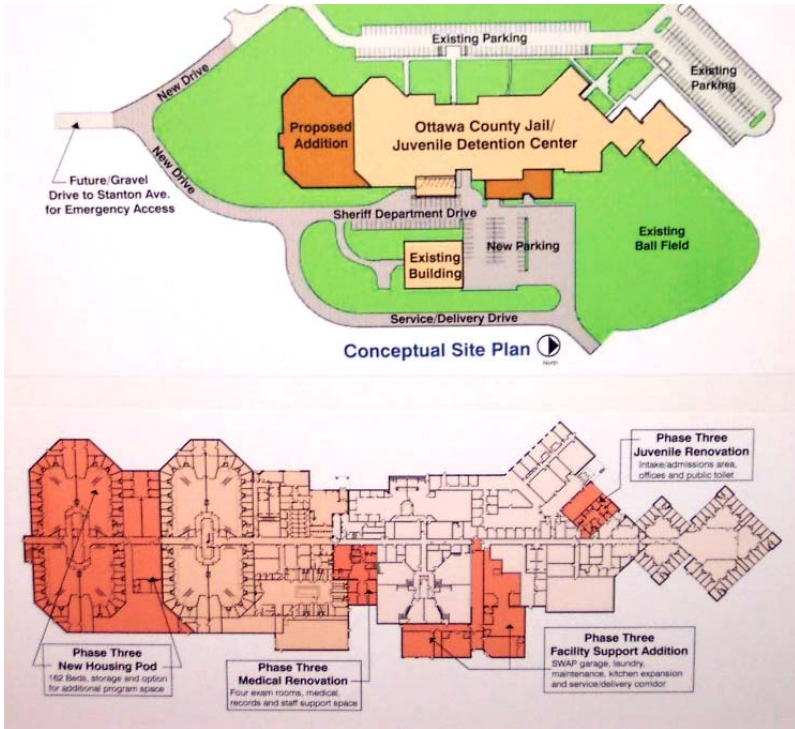 Existing Parking
New Drive
Existing
Parking
Proposed
Addition
Ottawa County Jail/
Juvenile Detention Center
New Drive
Future/Gravel
Drive to Stanton Ave.
for Emergency Access
Sheriff Department Drive
New Parking
Existing
Ball Field
Existing
Building
Service/Delivery Drive
Conceptual Site Plan
North
Phase Three
Juvenile Renovation
Intake/admissions area,
offices and public toilet
Phase Three
New Housing Pod
162 Beds, storage and option
for additional program space
Phase Three
Medical Renovation
Four exam rooms, medical,
records and staff support space
Phase Three
Facility Support Addition
SWAP garage, laundry,
maintenance, kitchen expansion
and service/delivery corridor